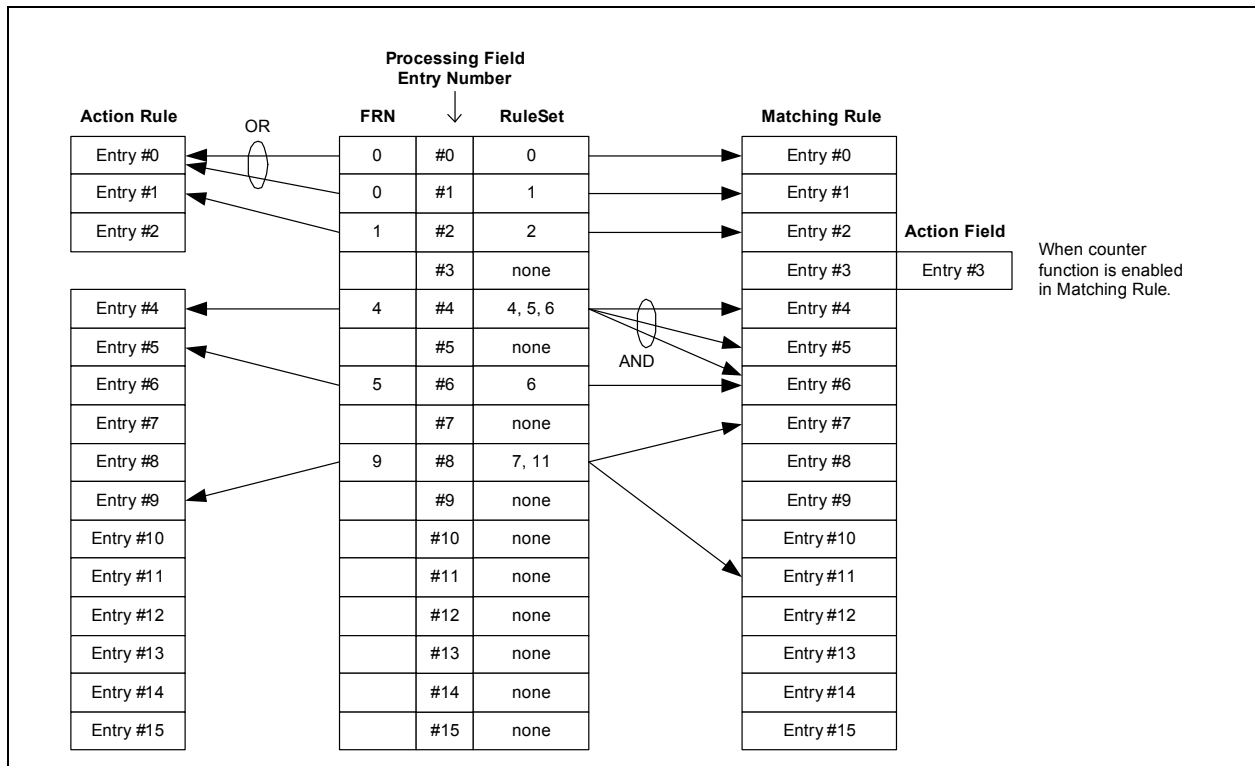 Processing Field
Entry Number
Action Rule
OR
FRN
RuleSet
Matching Rule
Entry #0
0
#0
0
Entry #0
Entry #1
0
#1
1
Entry #1
Entry #2
1
#2
2
Entry #2
Action Field
#3
none
Entry #3
Entry #3
When counter
function is enabled
in Matching Rule.
Entry #4
4
#4
4, 5, 6
Entry #4
Entry #5
#5
none
AND
Entry #5
Entry #6
5
#6
6
Entry #6
Entry #7
#7
none
Entry #7
Entry #8
9
#8
7, 11
Entry #8
Entry #9
#9
none
Entry #9
Entry #10
#10
none
Entry #10
Entry #11
#11
none
Entry #11
Entry #12
#12
none
Entry #12
Entry #13
#13
none
Entry #13
Entry #14
#14
none
Entry #14
Entry #15
#15
none
Entry #15